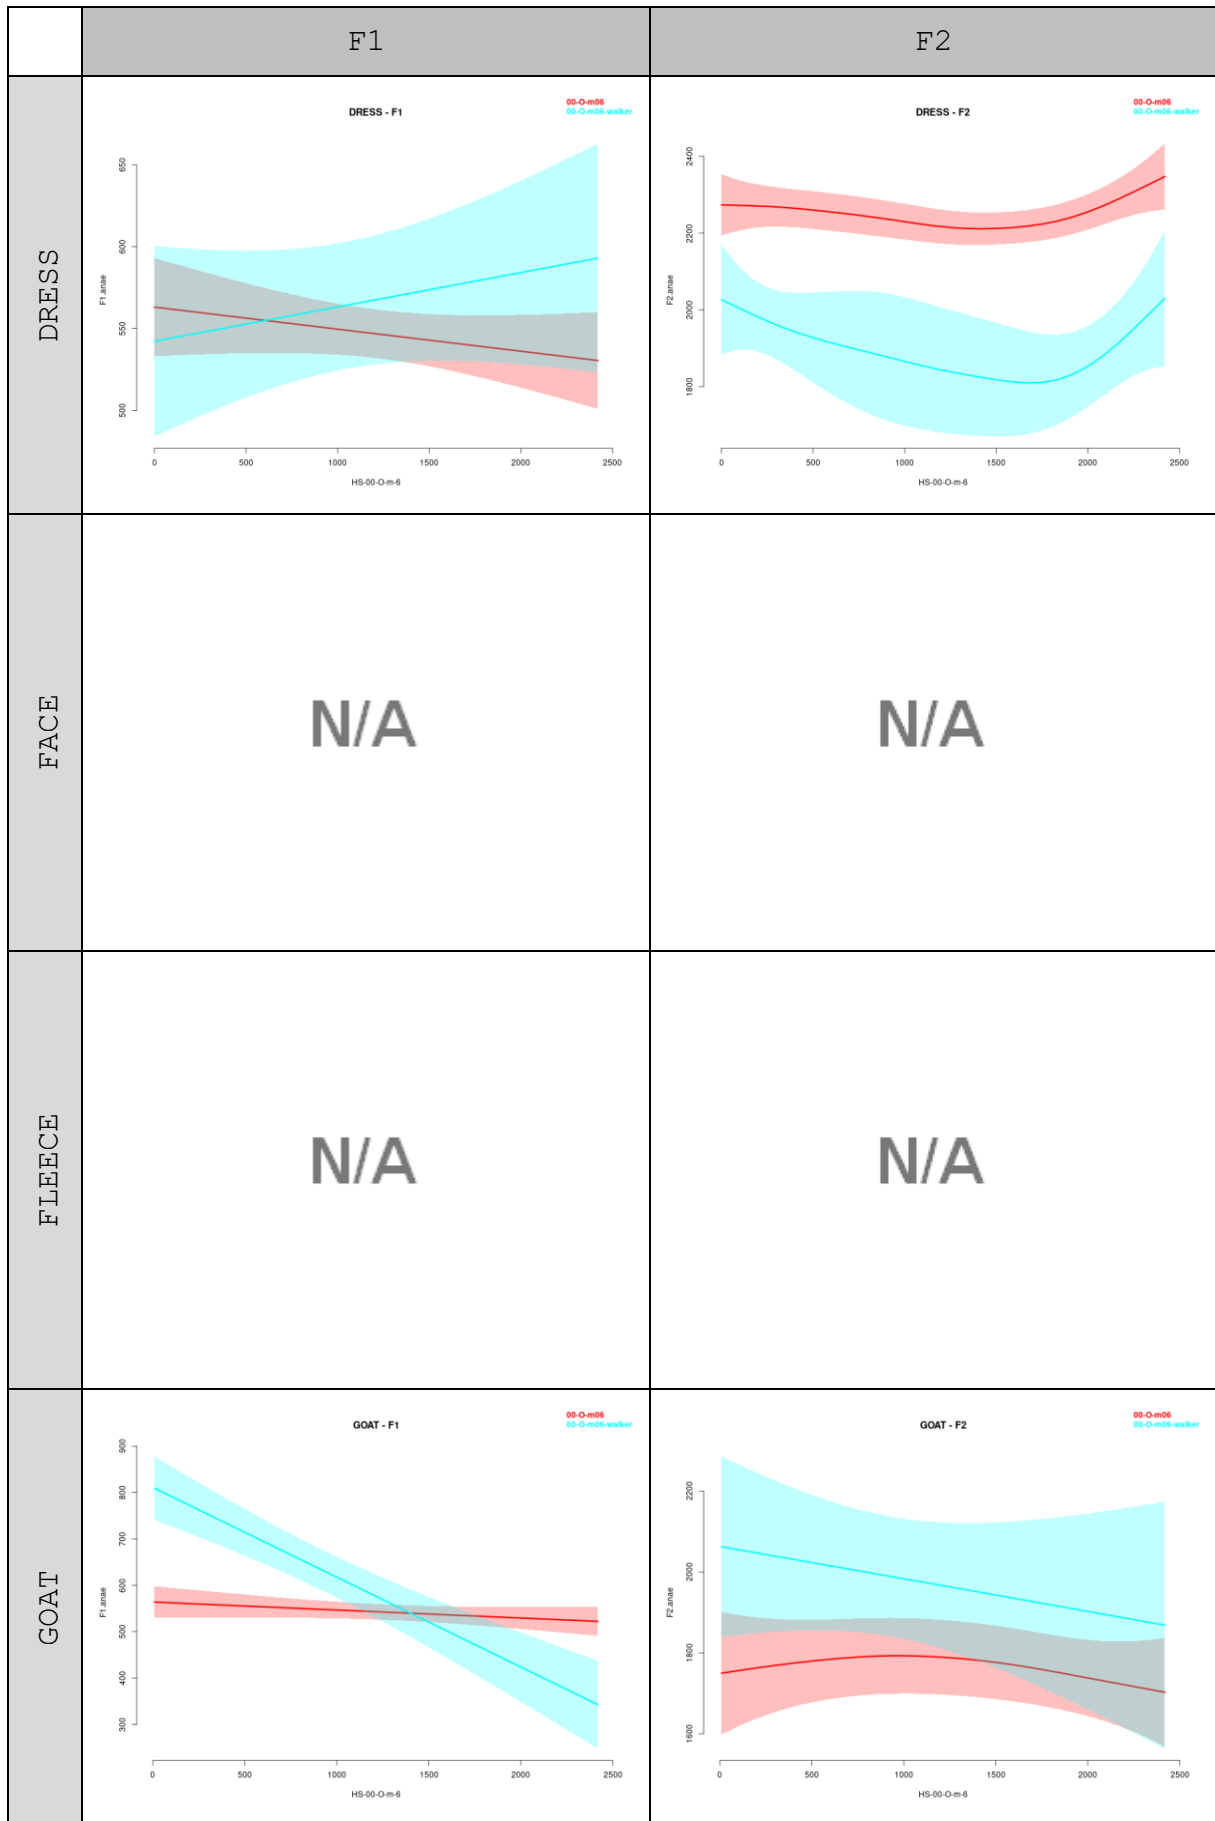 F1
F2
DRESS
DRESS - F1
00-O-m06
00-O-m06-walker
650
600
550
500
F1.anae
0 500 1000 1500 2000 2500
HS-00-O-m-6
DRESS - F2
00-O-m06
00-O-m06-walker
2400
2200
2000
1800
F2.anae
0 500 1000 1500 2000 2500
HS-00-O-m-6
FACE
N/A
N/A
FLEECE
N/A
N/A
GOAT
GOAT - F1
00-O-m06
00-O-m06-walker
900
800
700
600
500
400
300
F1.anae
0 500 1000 1500 2000 2500
HS-00-O-m-6
GOAT - F2
00-O-m06
00-O-m06-walker
2200
2000
1800
1600
F2.anae
0 500 1000 1500 2000 2500
HS-00-O-m-6